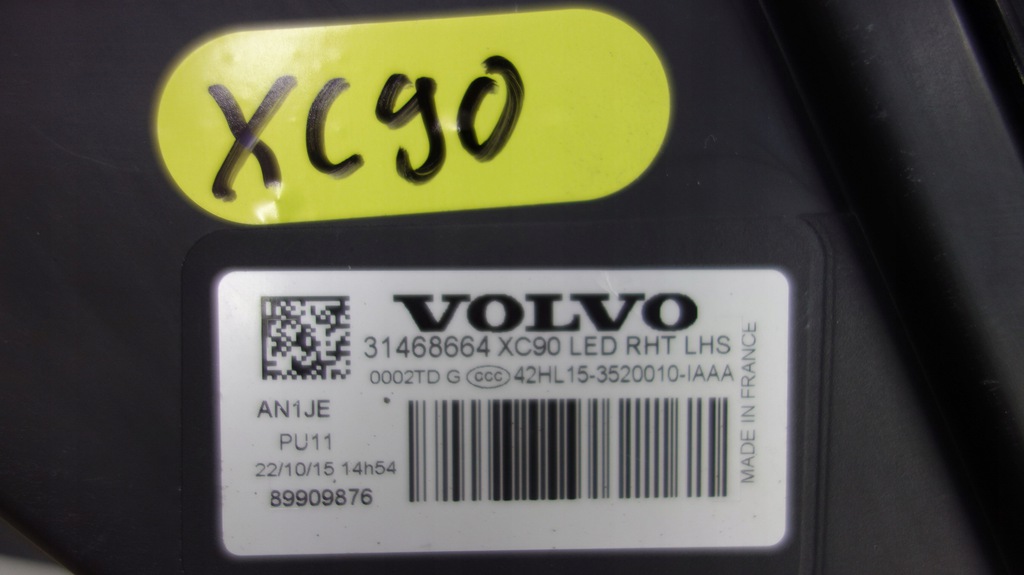 XC90
VOLVO
31468664 XC90 LED RHT LHS
0002TD G CCC 42HL15-3520010-IAAA
AN1JE
PU11
22/10/15 14h54
89909876
MADE IN FRANCE